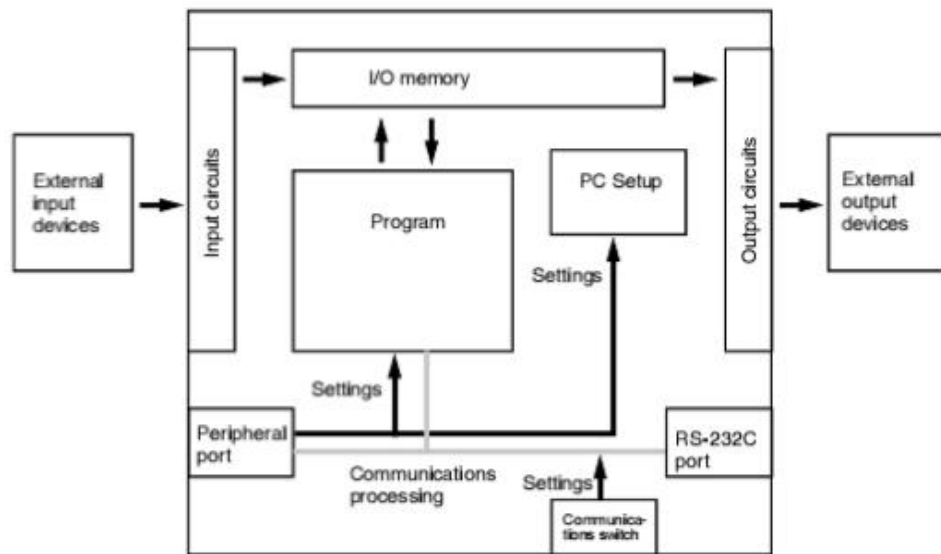 I/O memory
External
input
devices
Input circuits
Program
PC Setup
Output circuits
External
output
devices
Settings
Settings
Peripheral
port
RS-232C
port
Communications
processing
Settings
Communica-
tions switch